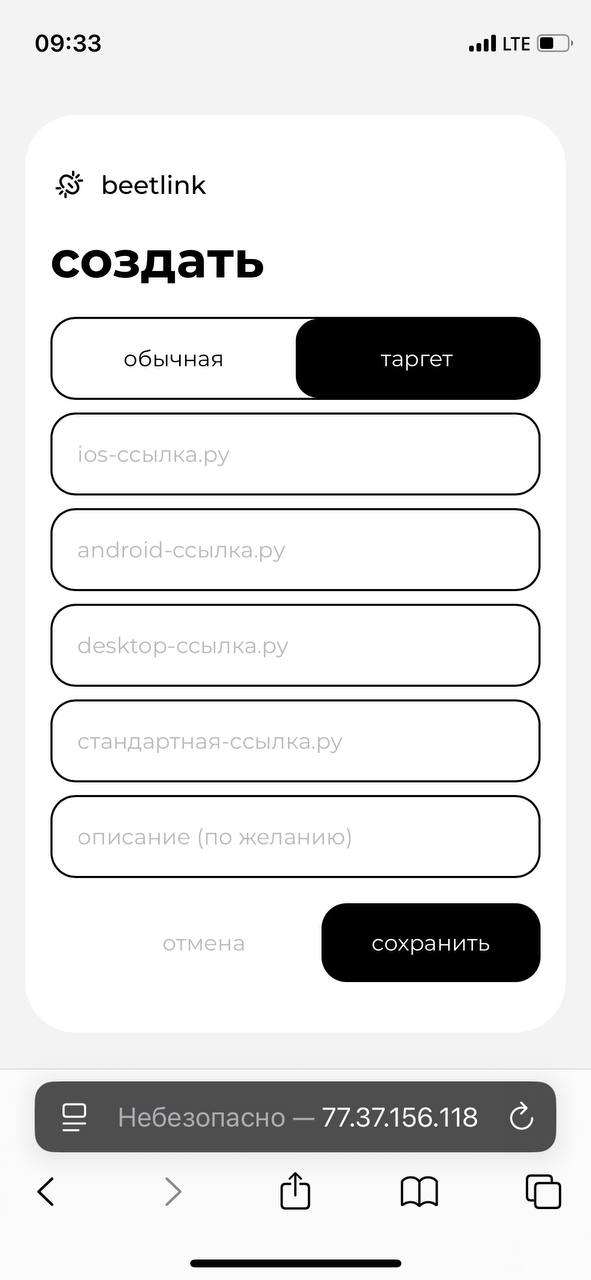 09:33
LTE
beetlink
создать
обычная
таргет
ios-ссылка.ру
android-ссылка.ру
desktop-ссылка.ру
стандартная-ссылка.ру
описание (по желанию)
отмена
сохранить
Небезопасно — 77.37.156.118